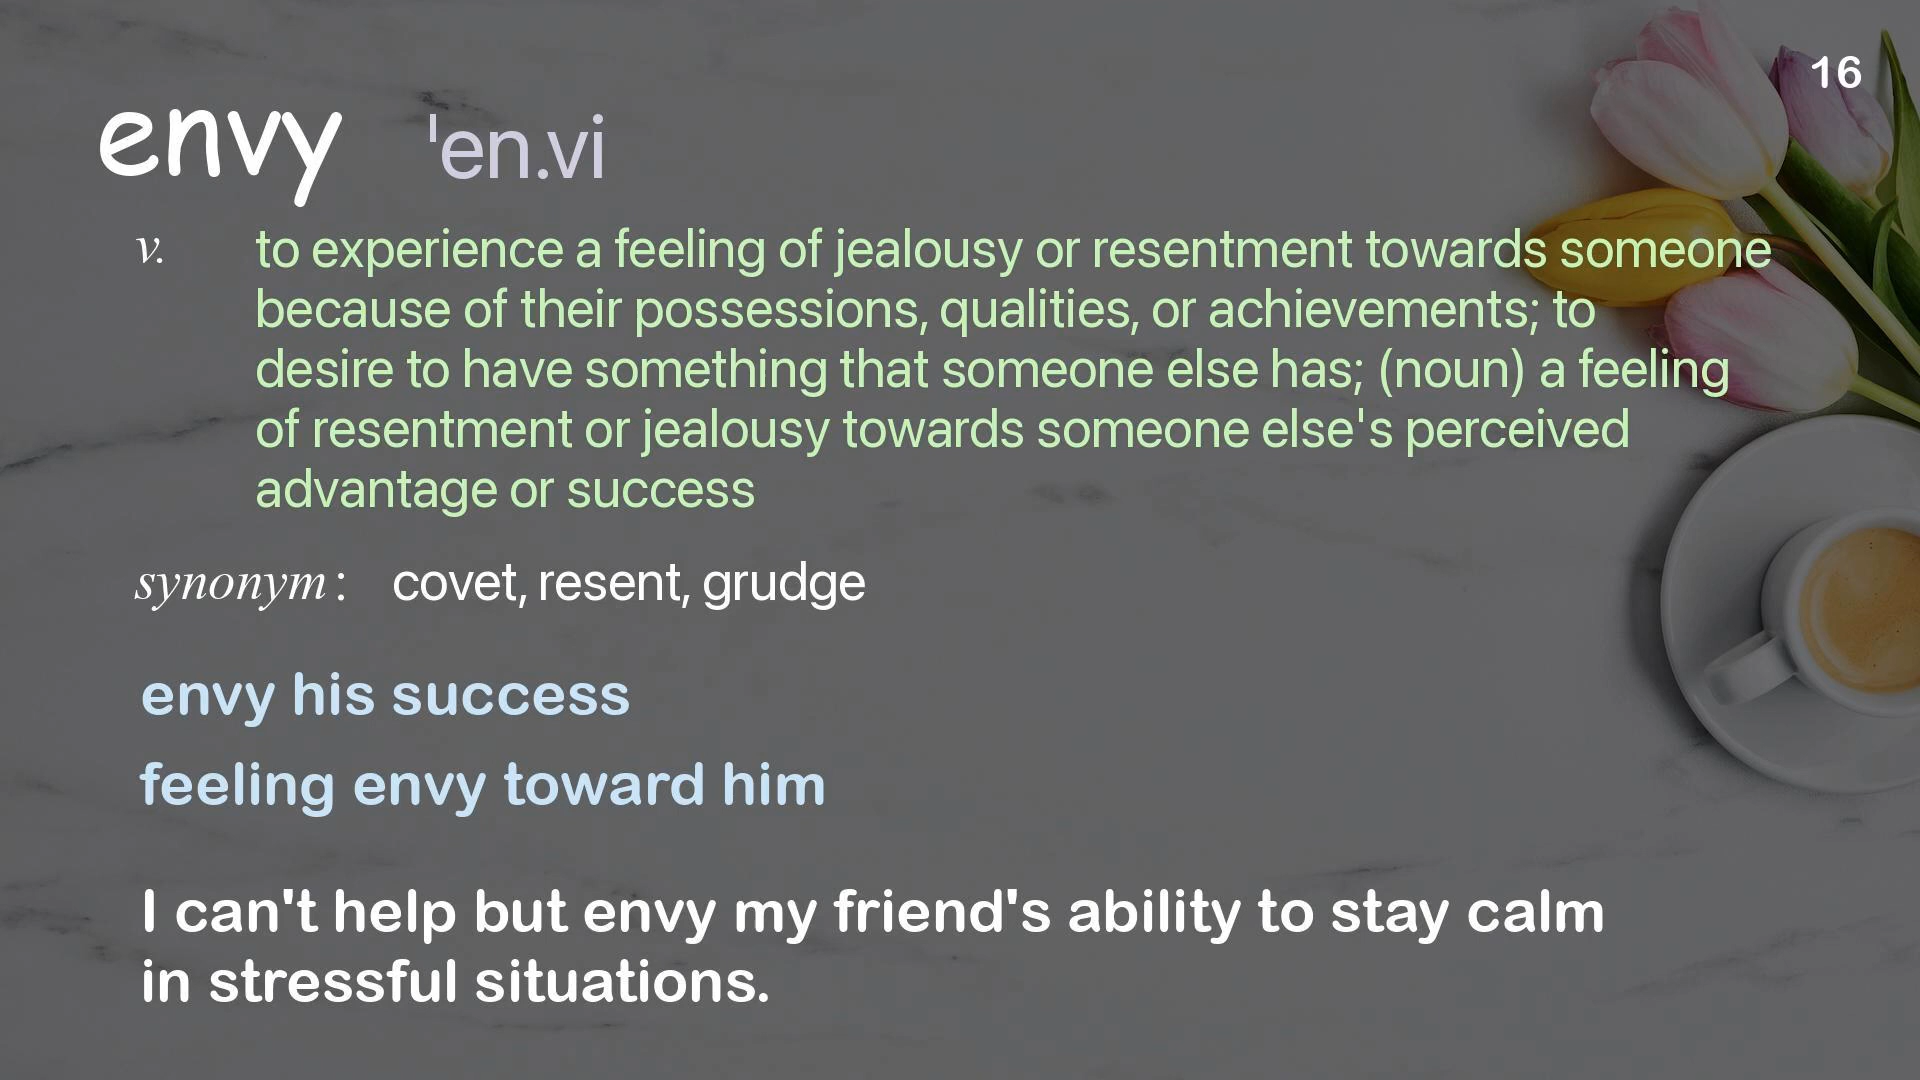 16
envy ˈen.vi
v. to experience a feeling of jealousy or resentment towards someone
because of their possessions, qualities, or achievements; to
desire to have something that someone else has; (noun) a feeling
of resentment or jealousy towards someone else's perceived
advantage or success
synonym: covet, resent, grudge
envy his success
feeling envy toward him
I can't help but envy my friend's ability to stay calm
in stressful situations.